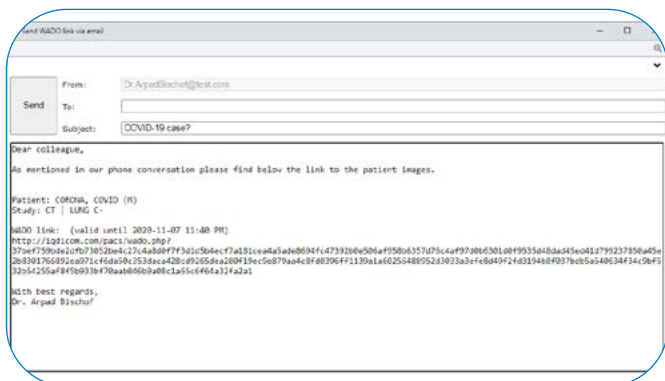 send WADO link via email
From: Dr.ArpadBischof@test.com
Send
To:
Subject: COVID-19 case?
Dear colleague,
As mentioned in our phone conversation please find below the link to the patient images.
Patient: CORONA, COVID (M)
Study: CT | LUNG C-
WADO link: (valid until 2020-11-07 11:40 PM)
http://iqdicom.com/pacs/wado.php?
With best regards,
Dr. Arpad Bischof